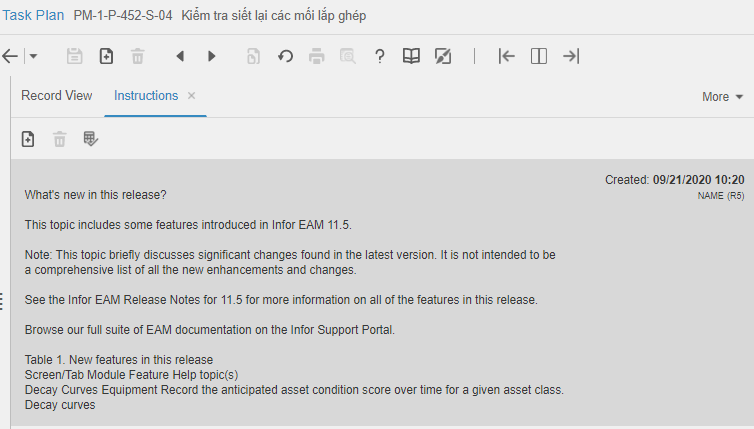 Task Plan PM-1-P-452-S-04 Kiểm tra siết lại các mối lắp ghép
Record View Instructions × More
Created: 09/21/2020 10:20
NAME (R5)
What's new in this release?
This topic includes some features introduced in Infor EAM 11.5.
Note: This topic briefly discusses significant changes found in the latest version. It is not intended to be
a comprehensive list of all the new enhancements and changes.
See the Infor EAM Release Notes for 11.5 for more information on all of the features in this release.
Browse our full suite of EAM documentation on the Infor Support Portal.
Table 1. New features in this release
Screen/Tab Module Feature Help topic(s)
Decay Curves Equipment Record the anticipated asset condition score over time for a given asset class.
Decay curves